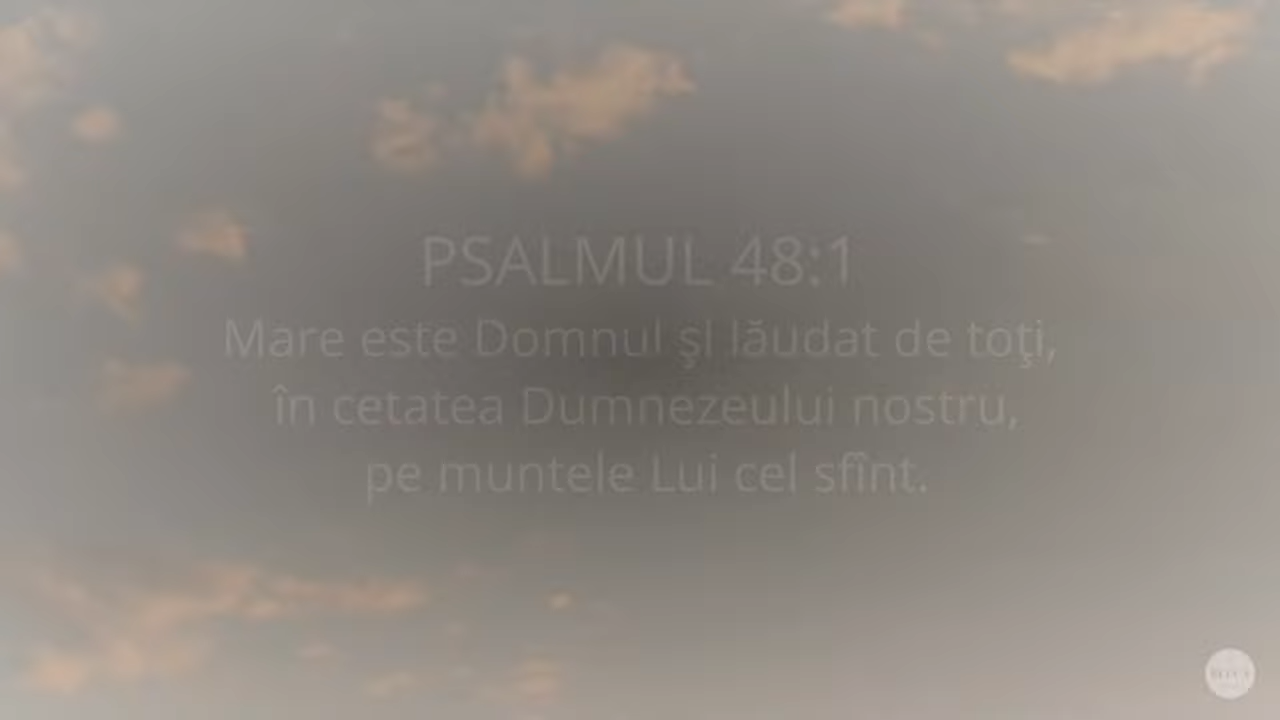 PSALMUL 48:1
Mare este Domnul şi lăudat de toţi,
în cetatea Dumnezeului nostru,
pe muntele Lui cel sfînt.